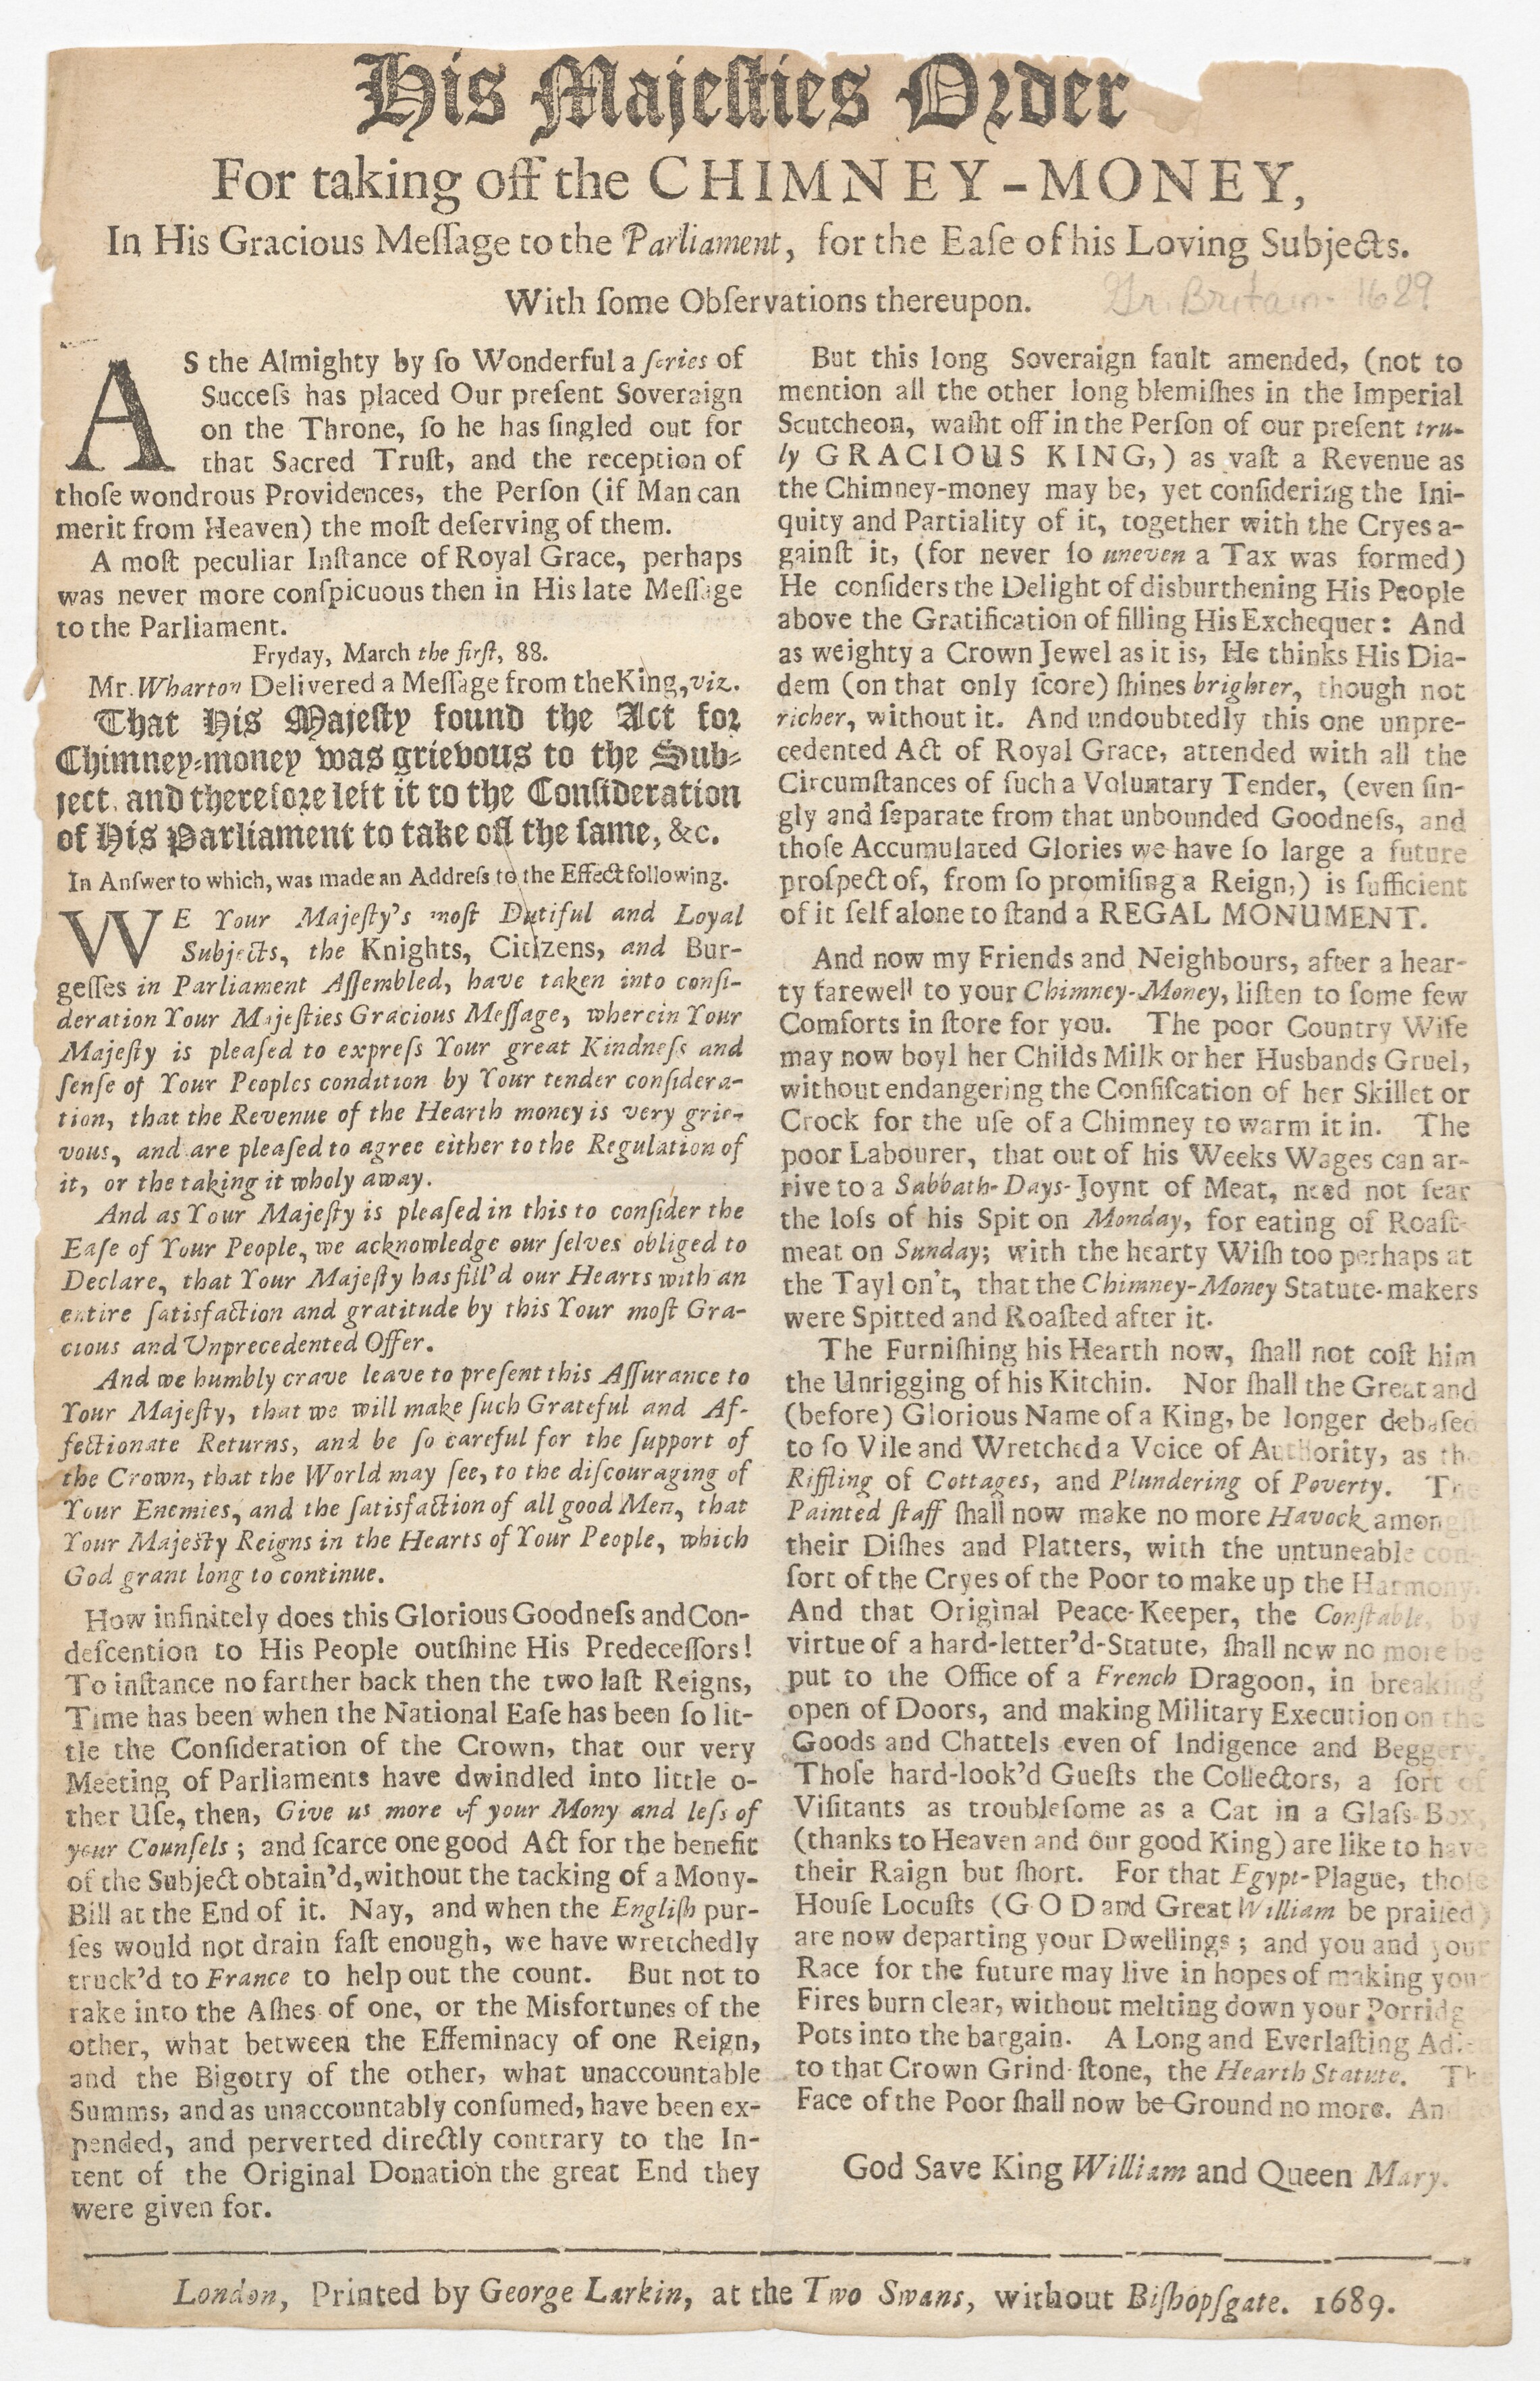 His Majeſties Order
For taking off the CHIMNEY-MONEY,
In His Gracious Meſſage to the Parliament, for the Eaſe of his Loving Subjects.
With ſome Obſervations thereupon.
Gr. Britain - 1689
AS the Almighty by ſo Wonderful a ſeries of
Succeſs has placed Our preſent Soveraign
on the Throne, ſo he has ſingled out for
that Sacred Truſt, and the reception of
thoſe wondrous Providences, the Perſon (if Man can
merit from Heaven) the moſt deſerving of them.
A moſt peculiar Inſtance of Royal Grace, perhaps
was never more conſpicuous then in His late Meſſage
to the Parliament.
Fryday, March the firſt, 88.
Mr. Wharton Delivered a Meſſage from the King, viz.
That His Majeſty found the Act for
Chimney-money was grievous to the Sub-
ject, and therefore left it to the Conſideration
of His Parliament to take off the ſame, &c.
In Anſwer to which, was made an Addreſs to the Effect following.
WE Your Majeſty's moſt Dutiful and Loyal
Subjects, the Knights, Citizens, and Bur-
geſſes in Parliament Aſſembled, have taken into conſi-
deration Your Majeſties Gracious Meſſage, wherein Your
Majeſty is pleaſed to expreſs Your great Kindneſs and
ſenſe of Your Peoples condition by Your tender conſidera-
tion, that the Revenue of the Hearth money is very grie-
vous, and are pleaſed to agree either to the Regulation of
it, or the taking it wholy away.
And as Your Majeſty is pleaſed in this to conſider the
Eaſe of Your People, we acknowledge our ſelves obliged to
Declare, that Your Majeſty has fill'd our Hearts with an
entire ſatisfaction and gratitude by this Your moſt Gra-
cious and Unprecedented Offer.
And we humbly crave leave to preſent this Aſſurance to
Your Majeſty, that we will make ſuch Grateful and Af-
fectionate Returns, and be ſo careful for the ſupport of
the Crown, that the World may ſee, to the diſcouraging of
Your Enemies, and the ſatisfaction of all good Men, that
Your Majeſty Reigns in the Hearts of Your People, which
God grant long to continue.
How infinitely does this Glorious Goodneſs and Con-
deſcention to His People outſhine His Predeceſſors!
To inſtance no farther back then the two laſt Reigns,
Time has been when the National Eaſe has been ſo lit-
tle the Conſideration of the Crown, that our very
Meeting of Parliaments have dwindled into little o-
ther Uſe, then, Give us more of your Mony and leſs of
your Counſels; and ſcarce one good Act for the benefit
of the Subject obtain'd, without the tacking of a Mony-
Bill at the End of it. Nay, and when the Engliſh pur-
ſes would not drain faſt enough, we have wretchedly
truck'd to France to help out the count. But not to
rake into the Aſhes of one, or the Misfortunes of the
other, what between the Effeminacy of one Reign,
and the Bigotry of the other, what unaccountable
Summs, and as unaccountably conſumed, have been ex-
pended, and perverted directly contrary to the In-
tent of the Original Donation the great End they
were given for.
But this long Soveraign fault amended, (not to
mention all the other long blemiſhes in the Imperial
Scutcheon, waſht off in the Perſon of our preſent tru-
ly GRACIOUS KING,) as vaſt a Revenue as
the Chimney-money may be, yet conſidering the Ini-
quity and Partiality of it, together with the Cryes a-
gainſt it, (for never ſo uneven a Tax was formed)
He conſiders the Delight of disburthening His People
above the Gratification of filling His Exchequer: And
as weighty a Crown Jewel as it is, He thinks His Dia-
dem (on that only ſcore) ſhines brighter, though not
richer, without it. And undoubtedly this one unpre-
cedented Act of Royal Grace, attended with all the
Circumſtances of ſuch a Voluntary Tender, (even ſin-
gly and ſeparate from that unbounded Goodneſs, and
thoſe Accumulated Glories we have ſo large a future
proſpect of, from ſo promiſing a Reign,) is ſufficient
of it ſelf alone to ſtand a REGAL MONUMENT.
And now my Friends and Neighbours, after a hear-
ty farewell to your Chimney-Money, liſten to ſome few
Comforts in ſtore for you. The poor Country Wife
may now boyl her Childs Milk or her Husbands Gruel,
without endangering the Confiſcation of her Skillet or
Crock for the uſe of a Chimney to warm it in. The
poor Labourer, that out of his Weeks Wages can ar-
rive to a Sabbath-Days-Joynt of Meat, need not fear
the loſs of his Spit on Monday, for eating of Roaſt-
meat on Sunday; with the hearty Wiſh too perhaps at
the Tayl on't, that the Chimney-Money Statute-makers
were Spitted and Roaſted after it.
The Furniſhing his Hearth now, ſhall not coſt him
the Unrigging of his Kitchin. Nor ſhall the Great and
(before) Glorious Name of a King, be longer debaſed
to ſo Vile and Wretched a Voice of Authority, as the
Riffling of Cottages, and Plundering of Poverty. The
Painted ſtaff ſhall now make no more Havock amongſt
their Diſhes and Platters, with the untuneable con-
ſort of the Cryes of the Poor to make up the Harmony.
And that Original Peace-Keeper, the Conſtable, by
virtue of a hard-letter'd-Statute, ſhall now no more be
put to the Office of a French Dragoon, in breaking
open of Doors, and making Military Execution on the
Goods and Chattels even of Indigence and Beggery.
Thoſe hard-look'd Gueſts the Collectors, a ſort of
Viſitants as troubleſome as a Cat in a Glaſs-Box,
(thanks to Heaven and our good King) are like to have
their Raign but ſhort. For that Egypt-Plague, thoſe
Houſe Locuſts (GOD and Great William be praiſed)
are now departing your Dwellings; and you and your
Race for the future may live in hopes of making your
Fires burn clear, without melting down your Porridg
Pots into the bargain. A Long and Everlaſting Adieu
to that Crown Grind-ſtone, the Hearth Statute. The
Face of the Poor ſhall now be Ground no more. And
God Save King William and Queen Mary.
London, Printed by George Larkin, at the Two Swans, without Biſhopſgate. 1689.